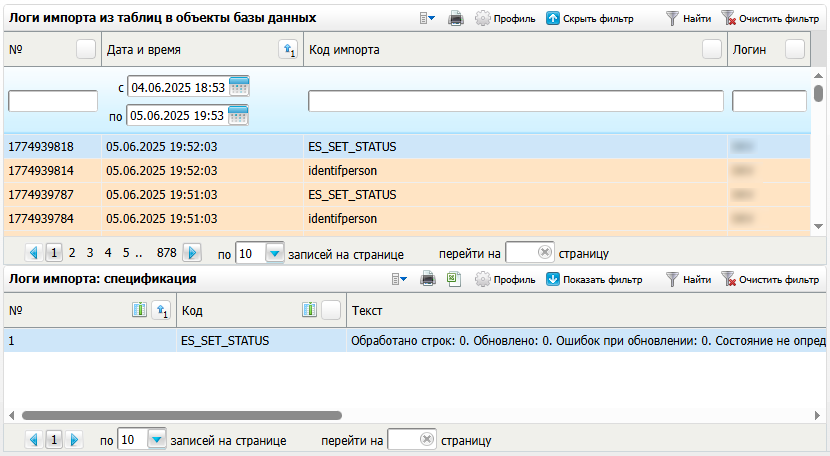 Логи импорта из таблиц в объекты базы данных Профиль Скрыть фильтр Найти Очистить фильтр
№ Дата и время 1 Код импорта Логин
с 04.06.2025 18:53
по 05.06.2025 19:53
1774939818 05.06.2025 19:52:03 ES_SET_STATUS
1774939814 05.06.2025 19:52:03 identifperson
1774939787 05.06.2025 19:51:03 ES_SET_STATUS
1774939784 05.06.2025 19:51:03 identifperson
1 2 3 4 5 .. 878 по 10 записей на странице перейти на страницу
Логи импорта: спецификация Профиль Показать фильтр Найти Очистить фильтр
№ 1 Код Текст
1 ES_SET_STATUS Обработано строк: 0. Обновлено: 0. Ошибок при обновлении: 0. Состояние не опред
1 по 10 записей на странице перейти на страницу